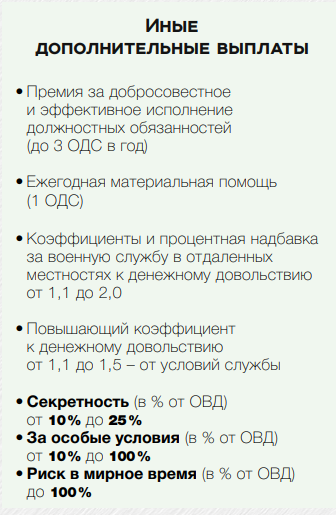 Иные
дополнительные выплаты
• Премия за добросовестное
и эффективное исполнение
должностных обязанностей
(до 3 ОДС в год)
• Ежегодная материальная помощь
(1 ОДС)
• Коэффициенты и процентная надбавка
за военную службу в отдаленных
местностях к денежному довольствию
от 1,1 до 2,0
• Повышающий коэффициент
к денежному довольствию
от 1,1 до 1,5 – от условий службы
• Секретность (в % от ОВД)
от 10% до 25%
• За особые условия (в % от ОВД)
от 10% до 100%
• Риск в мирное время (в % от ОВД)
до 100%